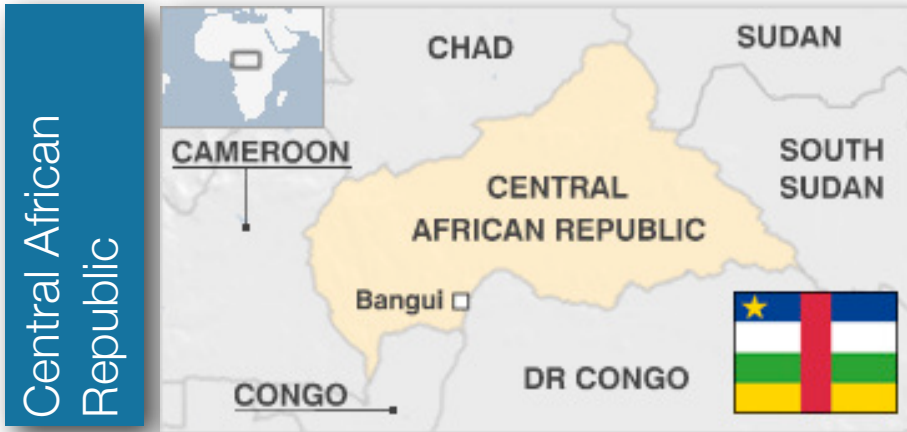 Central African
Republic
CHAD
SUDAN
CAMEROON
SOUTH
SUDAN
CENTRAL
AFRICAN REPUBLIC
Bangui
DR CONGO
CONGO